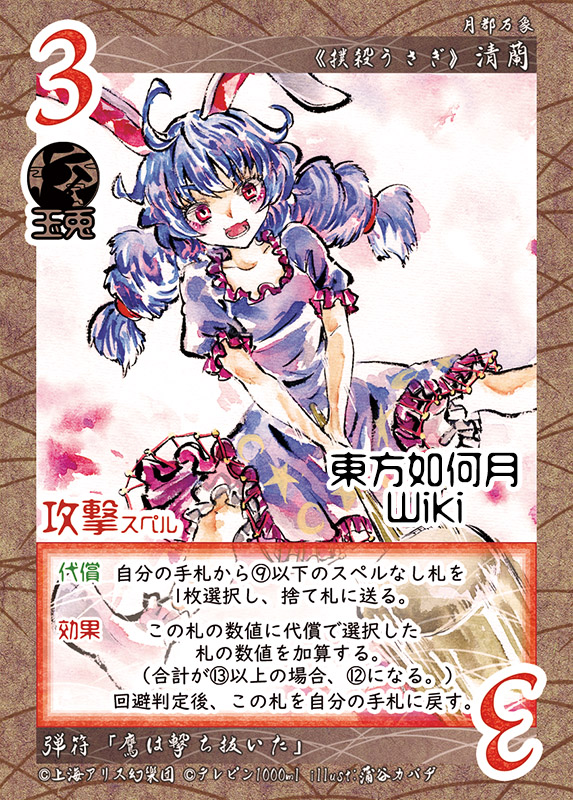 月都万象
3
《撲殺うさぎ》 清蘭
玉兎
東方如何月
Wiki
攻撃スペル
代償 自分の手札から⑨以下のスペルなし札を
1枚選択し、捨て札に送る。
効果 この札の数値に代償で選択した
札の数値を加算する。
(合計が⑬以上の場合、⑫になる。)
回避判定後、この札を自分の手札に戻す。
3
弾符「鷹は撃ち抜いた」
©上海アリス幻樂団 ©テレピン1000ml illust:蒲谷カバヂ